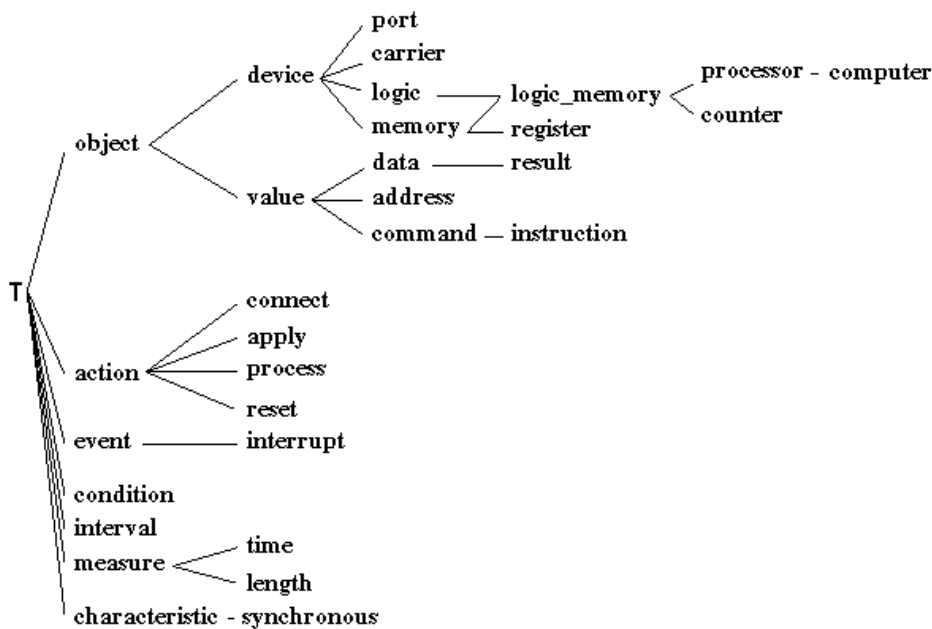 port
carrier
processor - computer
device
logic
logic_memory
counter
memory
register
object
data
result
value
address
command
instruction
T
connect
apply
action
process
reset
event
interrupt
condition
interval
time
measure
length
characteristic - synchronous